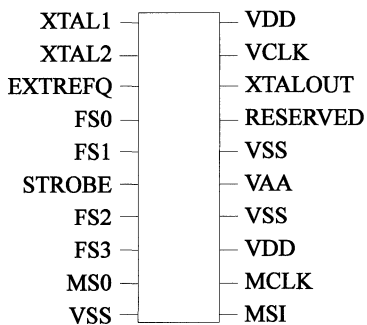 XTAL1 VDD
XTAL2 VCLK
EXTREFQ XTALOUT
FS0 RESERVED
FS1 VSS
STROBE VAA
FS2 VSS
FS3 VDD
MS0 MCLK
VSS MSI